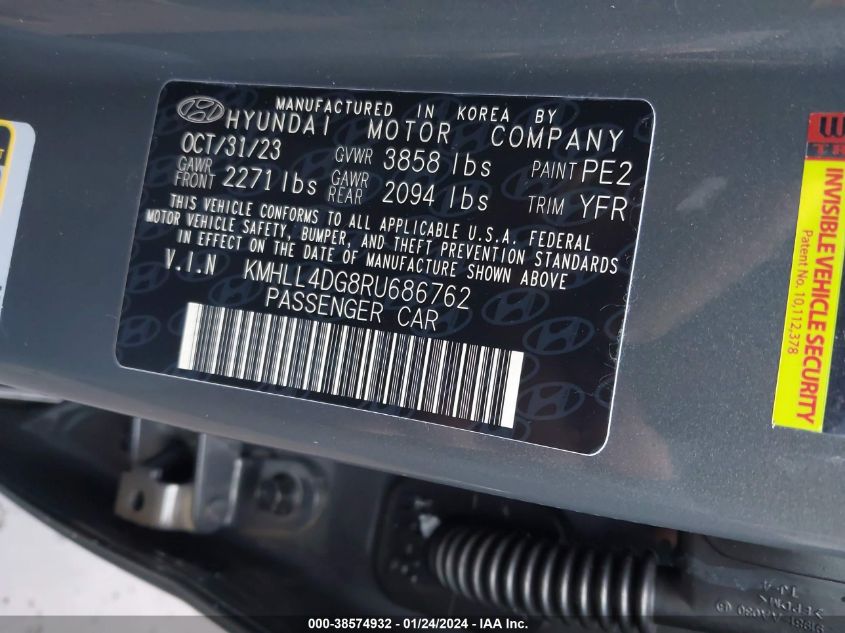 MANUFACTURED IN KOREA BY
HYUNDAI MOTOR COMPANY
OCT/31/23 GVWR 3858 lbs PAINT PE2
GAWR FRONT 2271 lbs GAWR REAR 2094 lbs TRIM YFR
THIS VEHICLE CONFORMS TO ALL APPLICABLE U.S.A. FEDERAL
MOTOR VEHICLE SAFETY, BUMPER, AND THEFT PREVENTION STANDARDS
IN EFFECT ON THE DATE OF MANUFACTURE SHOWN ABOVE
V.I.N KMHLL4DG8RU686762
PASSENGER CAR
INVISIBLE VEHICLE SECURITY
Patent No. 10,112,378
000-38574932 - 01/24/2024 - IAA Inc.